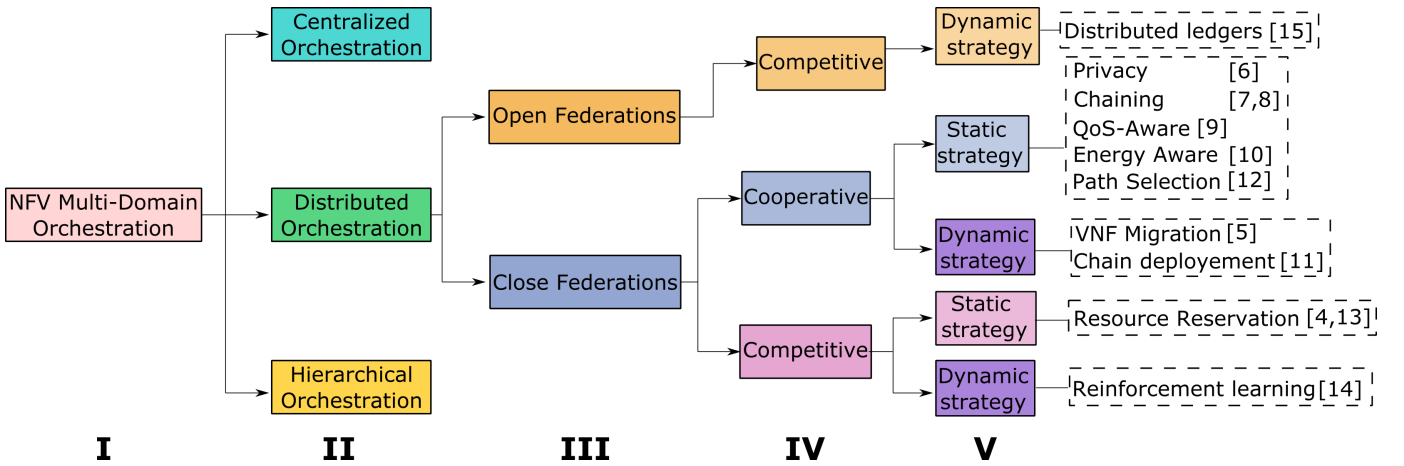 NFV Multi-Domain
Orchestration
Centralized
Orchestration
Distributed
Orchestration
Hierarchical
Orchestration
Open Federations
Close Federations
Competitive
Cooperative
Competitive
Dynamic
strategy
Static
strategy
Dynamic
strategy
Static
strategy
Dynamic
strategy
Distributed ledgers [15]
Privacy [6]
Chaining [7,8]
QoS-Aware [9]
Energy Aware [10]
Path Selection [12]
VNF Migration [5]
Chain deployement [11]
Resource Reservation [4,13]
Reinforcement learning [14]
I II III IV V